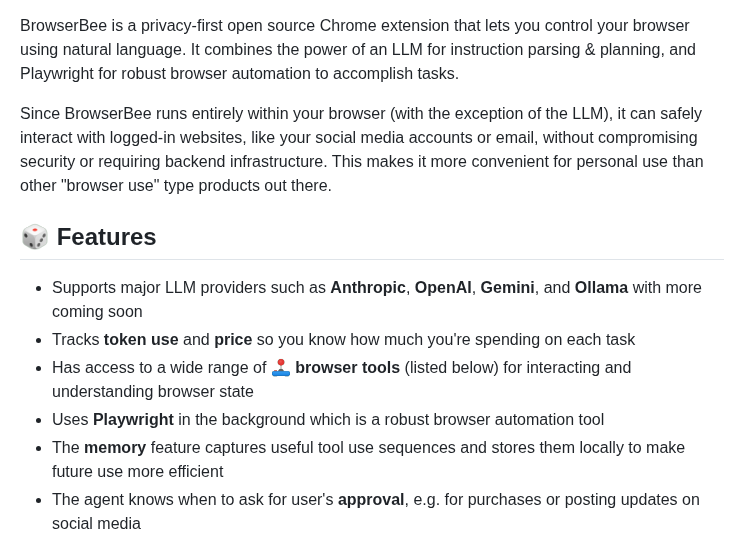 BrowserBee is a privacy-first open source Chrome extension that lets you control your browser
using natural language. It combines the power of an LLM for instruction parsing & planning, and
Playwright for robust browser automation to accomplish tasks.
Since BrowserBee runs entirely within your browser (with the exception of the LLM), it can safely
interact with logged-in websites, like your social media accounts or email, without compromising
security or requiring backend infrastructure. This makes it more convenient for personal use than
other "browser use" type products out there.
🎲 Features
• Supports major LLM providers such as Anthropic, OpenAI, Gemini, and Ollama with more
coming soon
• Tracks token use and price so you know how much you're spending on each task
• Has access to a wide range of 🕹️ browser tools (listed below) for interacting and
understanding browser state
• Uses Playwright in the background which is a robust browser automation tool
• The memory feature captures useful tool use sequences and stores them locally to make
future use more efficient
• The agent knows when to ask for user's approval, e.g. for purchases or posting updates on
social media